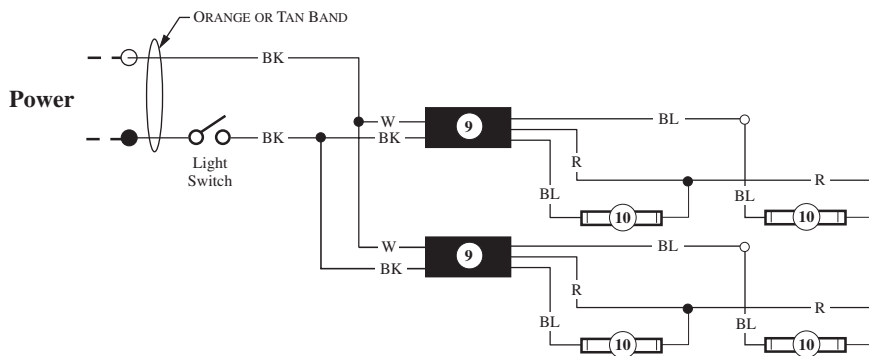 ORANGE OR TAN BAND
BK
Power
W
BK
BK
Light
Switch
9
BL
R
BL
BL
R
10
10
W
BK
9
BL
R
BL
BL
R
10
10